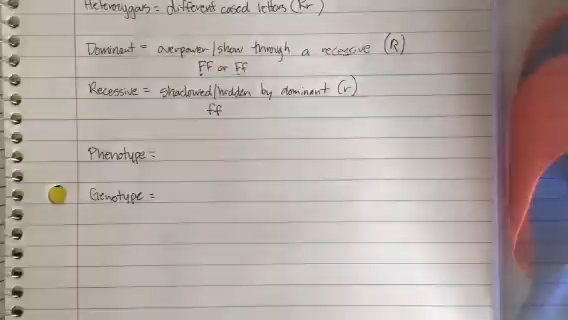 Heterozygous = different cased letters (Rr)
Dominant = overpower/show through a recessive (R)
FF or Ff
Recessive = shadowed/hidden by dominant (r)
ff
Phenotype =
Genotype =